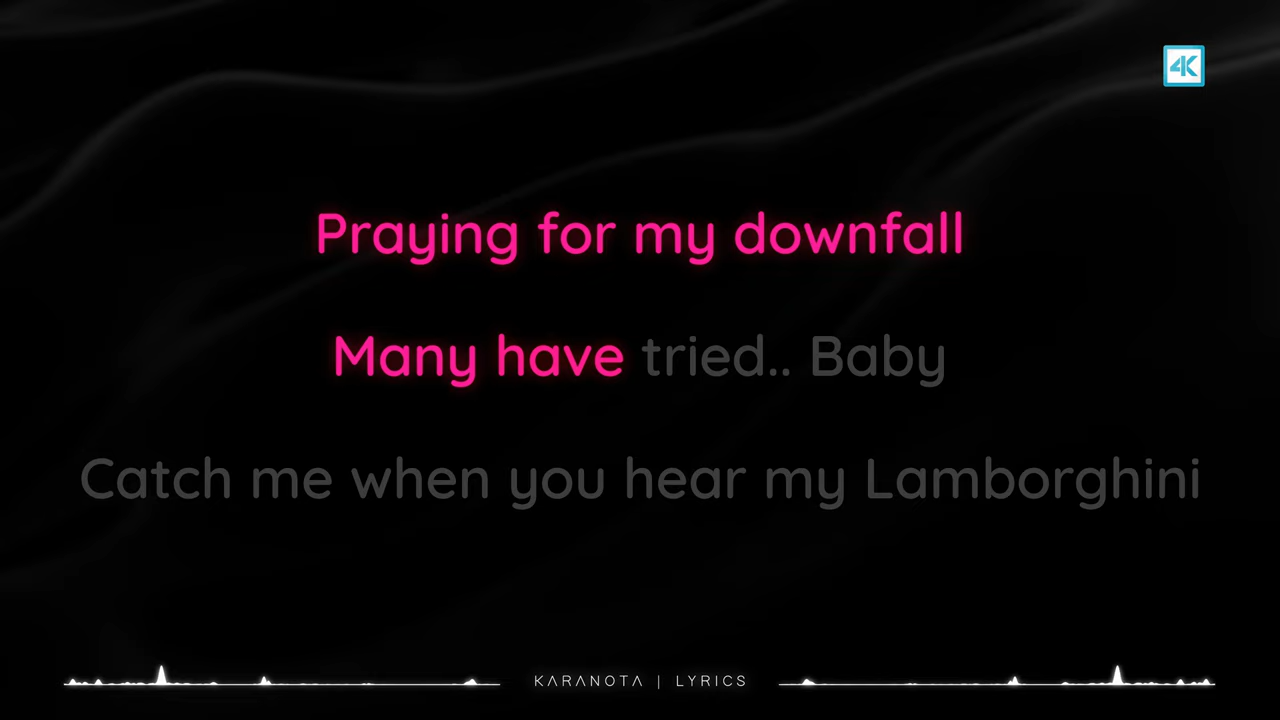 4K
Praying for my downfall
Many have tried.. Baby
Catch me when you hear my Lamborghini
KARANOTA | LYRICS